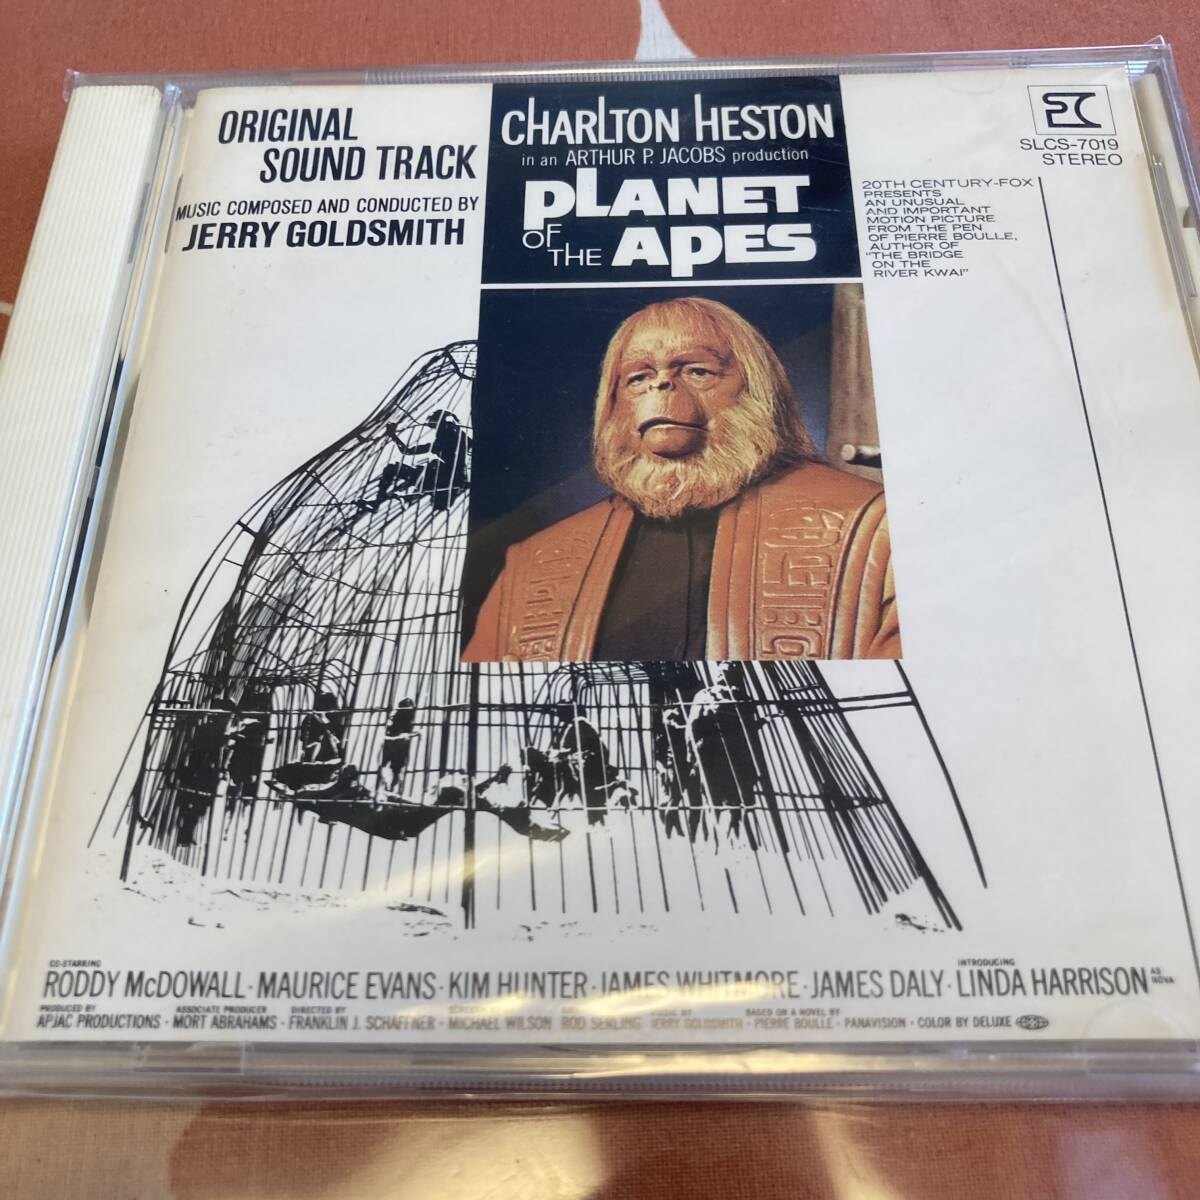 ORIGINAL
SOUND TRACK
MUSIC COMPOSED AND CONDUCTED BY
JERRY GOLDSMITH
CHARLTON HESTON
in an ARTHUR P. JACOBS production
PLANET
OF THE APES
SLCS-7019
STEREO
20TH CENTURY-FOX
PRESENTS
AN UNUSUAL
AND IMPORTANT
MOTION PICTURE
FROM THE PEN
OF PIERRE BOULLE,
AUTHOR OF
"THE BRIDGE
ON THE
RIVER KWAI"
CO-STARRING
RODDY McDOWALL · MAURICE EVANS · KIM HUNTER · JAMES WHITMORE · JAMES DALY · INTRODUCING LINDA HARRISON AS NOVA
PRODUCED BY
APJAC PRODUCTIONS ·
ASSOCIATE PRODUCER
MORT ABRAHAMS ·
DIRECTED BY
FRANKLIN J. SCHAFFNER ·
MICHAEL WILSON
ROD SERLING
MUSIC BY
JERRY GOLDSMITH ·
BASED ON A NOVEL BY
PIERRE BOULLE · PANAVISION · COLOR BY DELUXE